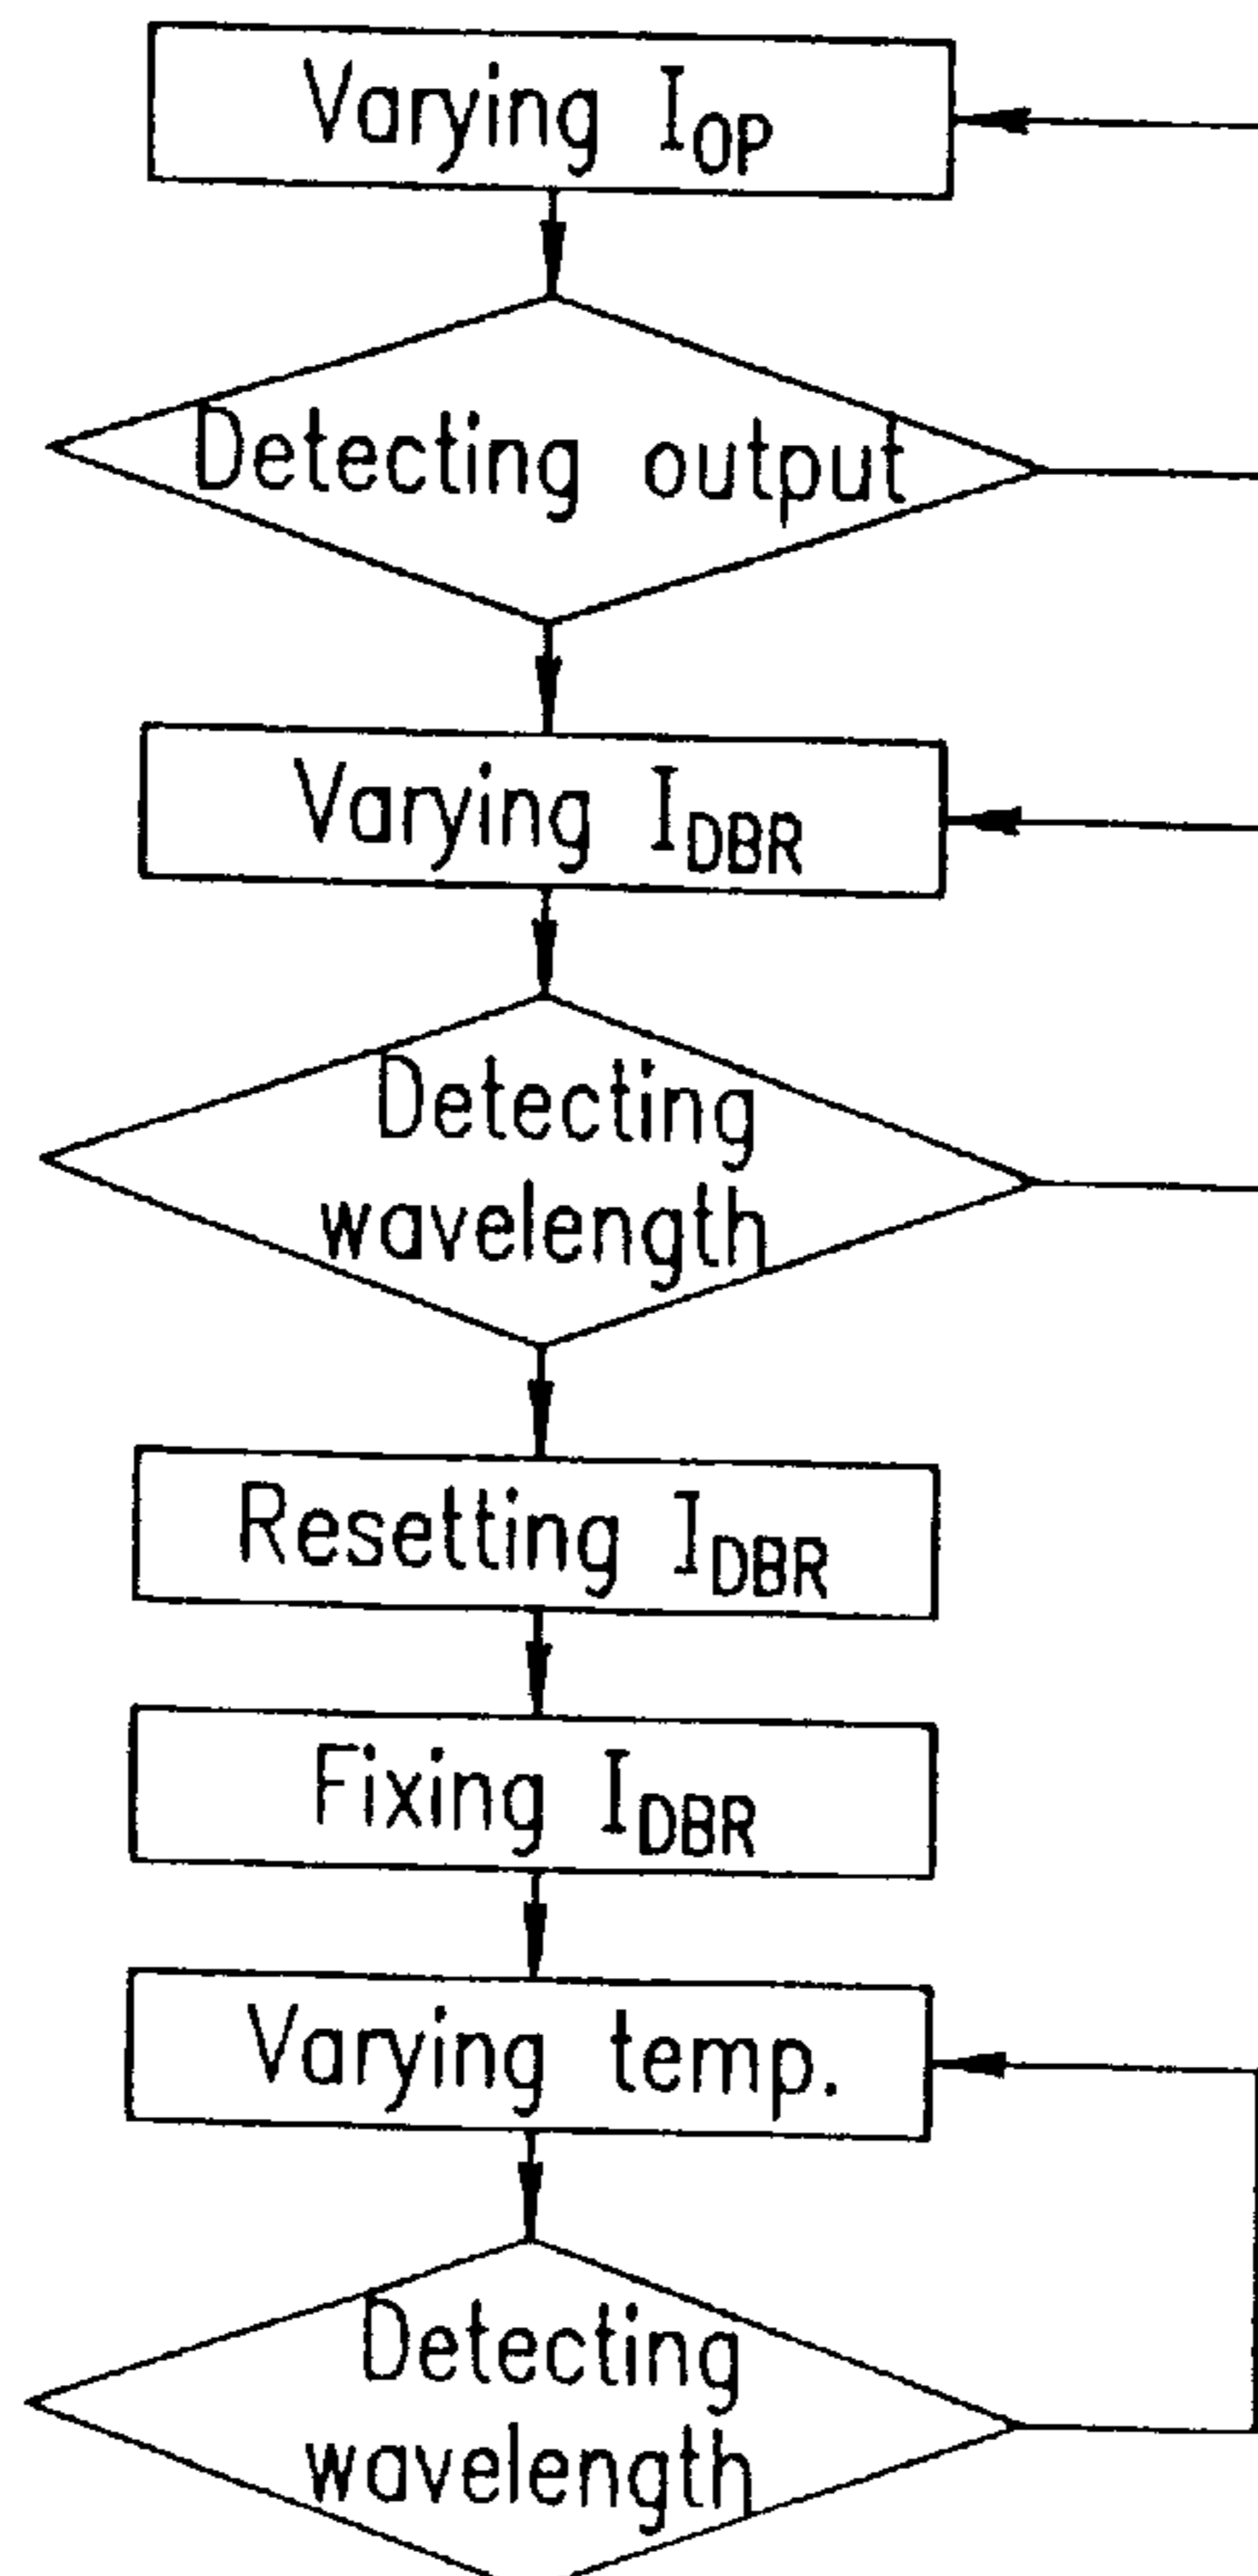 Varying I_OP
Detecting output
Varying I_DBR
Detecting
wavelength
Resetting I_DBR
Fixing I_DBR
Varying temp.
Detecting
wavelength